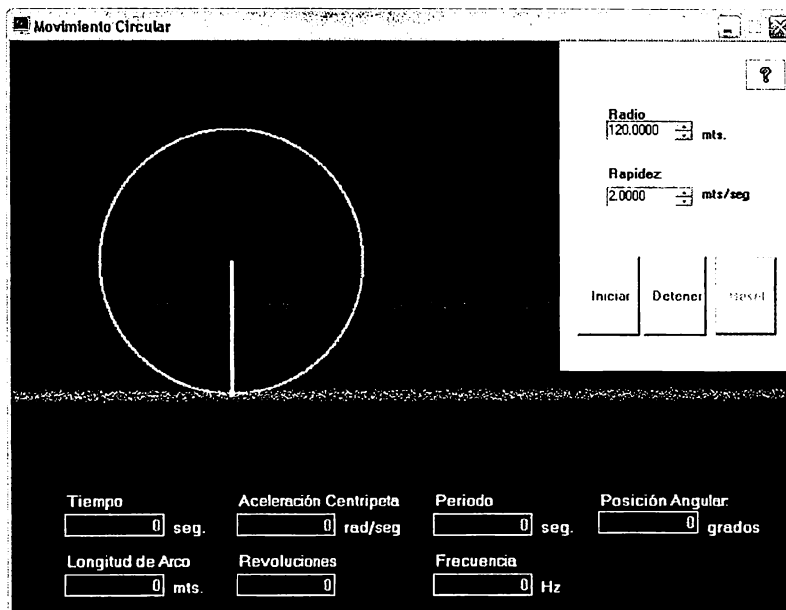 Movimiento Circular
?
Radio
120.0000 mts.
Rapidez
2.0000 mts/seg
Iniciar Detener Reset
Tiempo Aceleración Centripeta Periodo Posición Angular:
0 seg. 0 rad/seg 0 seg. 0 grados
Longitud de Arco Revoluciones Frecuencia
0 mts. 0 0 Hz